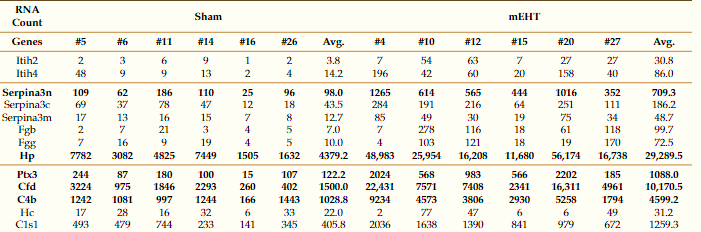 RNA Count Sham mEHT
Genes #5 #6 #11 #14 #16 #26 Avg. #4 #10 #12 #15 #20 #27 Avg.
Itih2 2 3 6 9 1 2 3.8 7 54 63 7 27 27 30.8
Itih4 48 9 9 13 2 4 14.2 196 42 60 20 158 40 86.0
Serpina3n 109 62 186 110 25 96 98.0 1265 614 565 444 1016 352 709.3
Serpina3c 69 37 78 47 12 18 43.5 284 191 216 64 251 111 186.2
Serpina3m 17 13 16 15 7 8 12.7 85 49 30 19 75 34 48.7
Fgb 2 7 21 3 4 5 7.0 7 278 116 18 61 118 99.7
Fgg 7 16 9 19 4 5 10.0 4 103 121 18 19 170 72.5
Hp 7782 3082 4825 7449 1505 1632 4379.2 48,983 25,954 16,208 11,680 56,174 16,738 29,289.5
Ptx3 244 87 180 100 15 107 122.2 2024 568 983 566 2202 185 1088.0
Cfd 3224 975 1846 2293 260 402 1500.0 22,431 7571 7408 2341 16,311 4961 10,170.5
C4b 1242 1081 997 1244 166 1443 1028.8 9234 4573 3806 2930 5258 1794 4599.2
Hc 17 28 16 32 6 33 22.0 2 77 47 6 6 49 31.2
C1s1 493 479 744 233 141 345 405.8 2036 1638 1390 841 979 672 1259.3